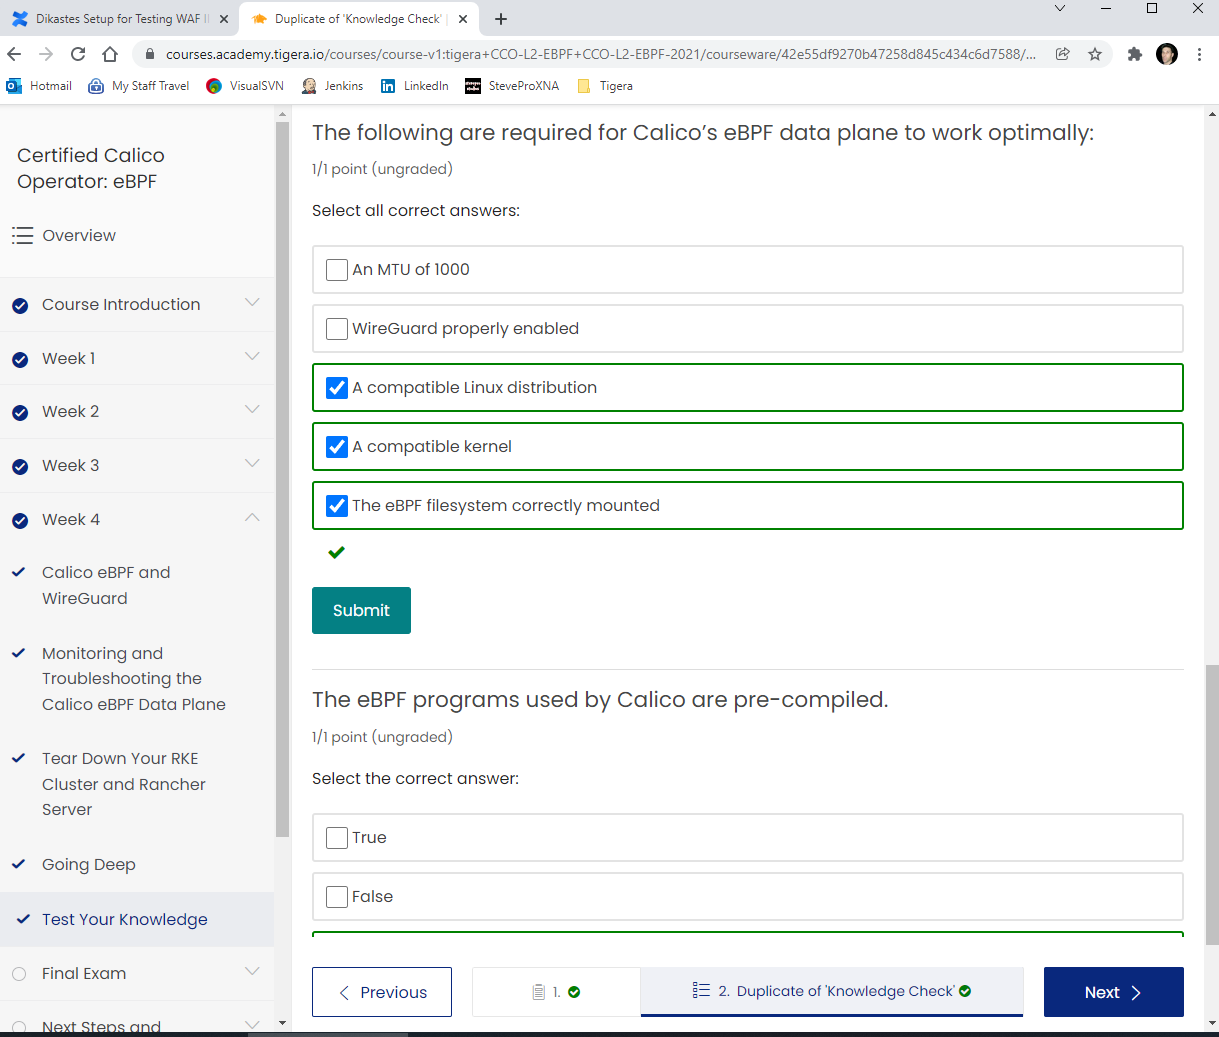 Dikastes Setup for Testing WAF
Duplicate of 'Knowledge Check'
courses.academy.tigera.io/courses/course-v1:tigera+CCO-L2-EBPF+CCO-L2-EBPF-2021/courseware/42e55df9270b47258d845c434c6d7588/...
Hotmail
My Staff Travel
VisualSVN
Jenkins
LinkedIn
SteveProXNA
Tigera
Certified Calico
Operator: eBPF
Overview
Course Introduction
Week 1
Week 2
Week 3
Week 4
Calico eBPF and
WireGuard
Monitoring and
Troubleshooting the
Calico eBPF Data Plane
Tear Down Your RKE
Cluster and Rancher
Server
Going Deep
Test Your Knowledge
Final Exam
Next Steps and
The following are required for Calico’s eBPF data plane to work optimally:
1/1 point (ungraded)
Select all correct answers:
An MTU of 1000
WireGuard properly enabled
A compatible Linux distribution
A compatible kernel
The eBPF filesystem correctly mounted
Submit
The eBPF programs used by Calico are pre-compiled.
1/1 point (ungraded)
Select the correct answer:
True
False
Previous
1.
2. Duplicate of 'Knowledge Check'
Next